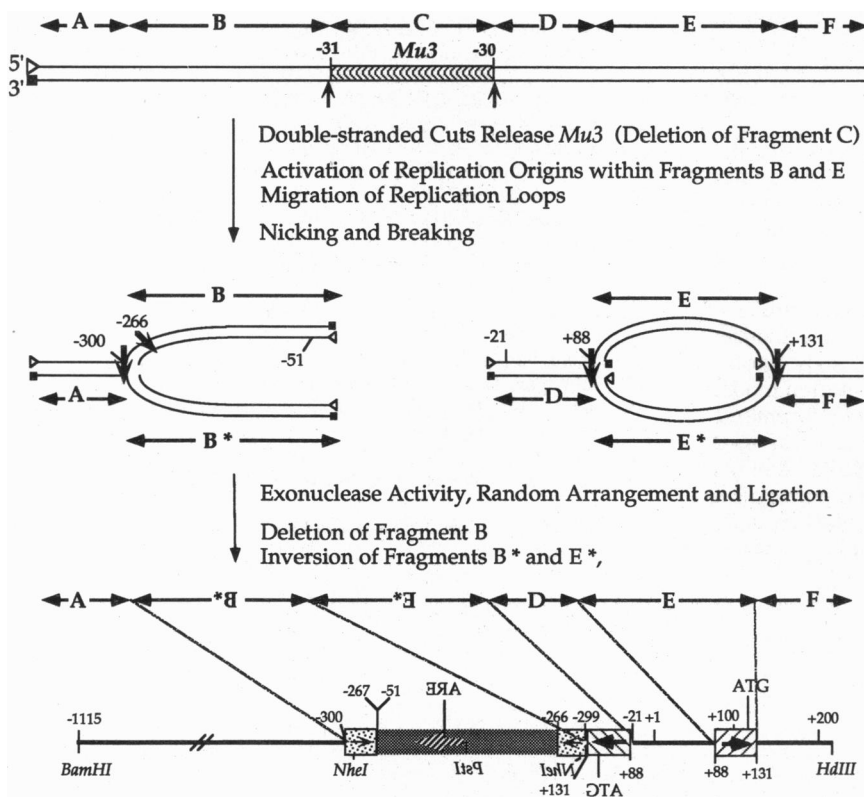 A B C D E F
-31 Mu3 -30
5'
3'
Double-stranded Cuts Release Mu3 (Deletion of Fragment C)
Activation of Replication Origins within Fragments B and E
Migration of Replication Loops
Nicking and Breaking
B E
-300 -266 -51 -21 +88 +131
A D F
B* E*
Exonuclease Activity, Random Arrangement and Ligation
Deletion of Fragment B
Inversion of Fragments B* and E*,
A B* E* D E F
-1115 -300 -267 -51 ARE -266 -299 -21 +1 +100 ATG +200
BamHI NheI PstI NheI +131 ATG +88 +88 +131 HdIII